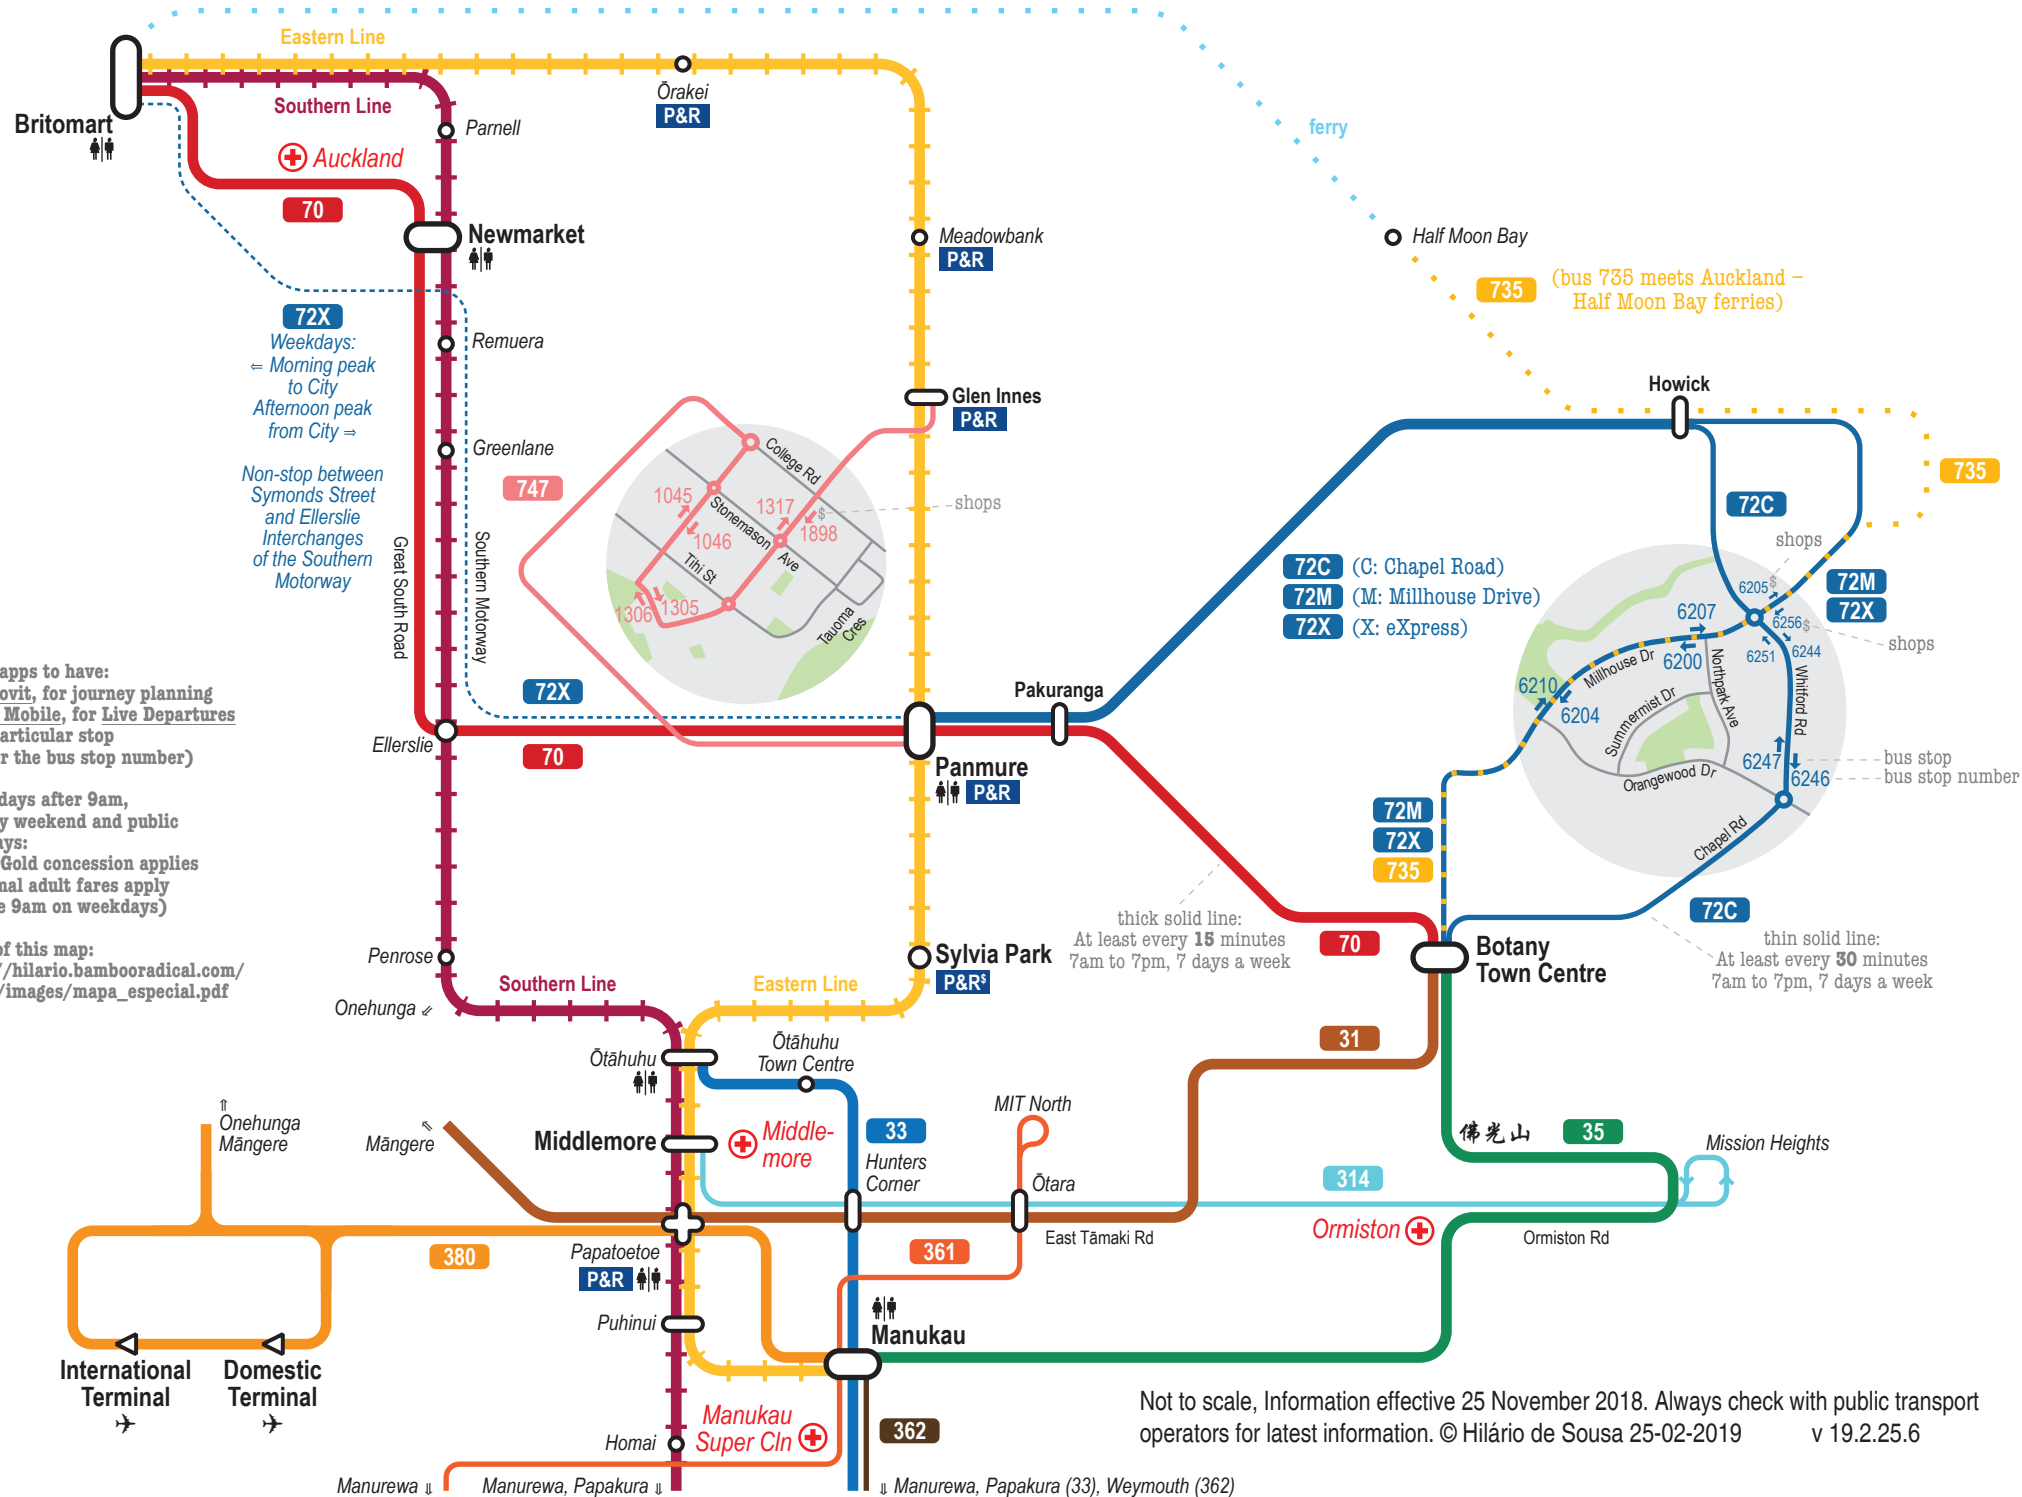 Eastern Line
Southern Line
Britomart
Ōrakei
P&R
Parnell
Auckland
70
ferry
Newmarket
Meadowbank
P&R
Half Moon Bay
735
(bus 735 meets Auckland –
Half Moon Bay ferries)
72X
Weekdays:
⇐ Morning peak
to City
Afternoon peak
from City ⇒
Non-stop between
Symonds Street
and Ellerslie
Interchanges
of the Southern
Motorway
Remuera
Greenlane
Great South Road
Southern Motorway
747
Glen Innes
P&R
College Rd
1045
Stonemason
Ave
1317
$
1898
shops
1046
Tihi St
1305
1306
Tauoma
Cres
Howick
735
72C
72C (C: Chapel Road)
72M (M: Millhouse Drive)
72X (X: eXpress)
shops
72M
72X
6205
$
6207
6256
$
6200
6251
6244
shops
Millhouse Dr
Northpark Ave
Whitford Rd
6210
6204
Summermist Dr
Orangewood Dr
6247
6246
bus stop
bus stop number
Chapel Rd
72M
72X
735
72C
apps to have:
ovit, for journey planning
Mobile, for Live Departures
articular stop
r the bus stop number)
days after 9am,
y weekend and public
ays:
Gold concession applies
mal adult fares apply
e 9am on weekdays)
of this map:
//hilario.bambooradical.com/
/images/mapa_especial.pdf
Ellerslie
72X
70
Pakuranga
Panmure
P&R
thick solid line:
At least every 15 minutes
7am to 7pm, 7 days a week
70
Botany
Town Centre
thin solid line:
At least every 30 minutes
7am to 7pm, 7 days a week
Penrose
Onehunga ⇙
Southern Line
Eastern Line
Sylvia Park
P&R$
31
Ōtāhuhu
Ōtāhuhu
Town Centre
⇑
Onehunga
Māngere
⇖
Māngere
Middlemore
Middle-
more
33
Hunters
Corner
MIT North
Ōtara
East Tāmaki Rd
佛光山
35
314
Mission Heights
Ormiston
Ormiston Rd
380
Papatoetoe
P&R
361
Puhinui
Manukau
International
Terminal
Domestic
Terminal
Manukau
Super Cln
Homai
362
Manurewa ⇓
Manurewa, Papakura ⇓
⇓ Manurewa, Papakura (33), Weymouth (362)
Not to scale, Information effective 25 November 2018. Always check with public transport
operators for latest information. © Hilário de Sousa 25-02-2019 v 19.2.25.6